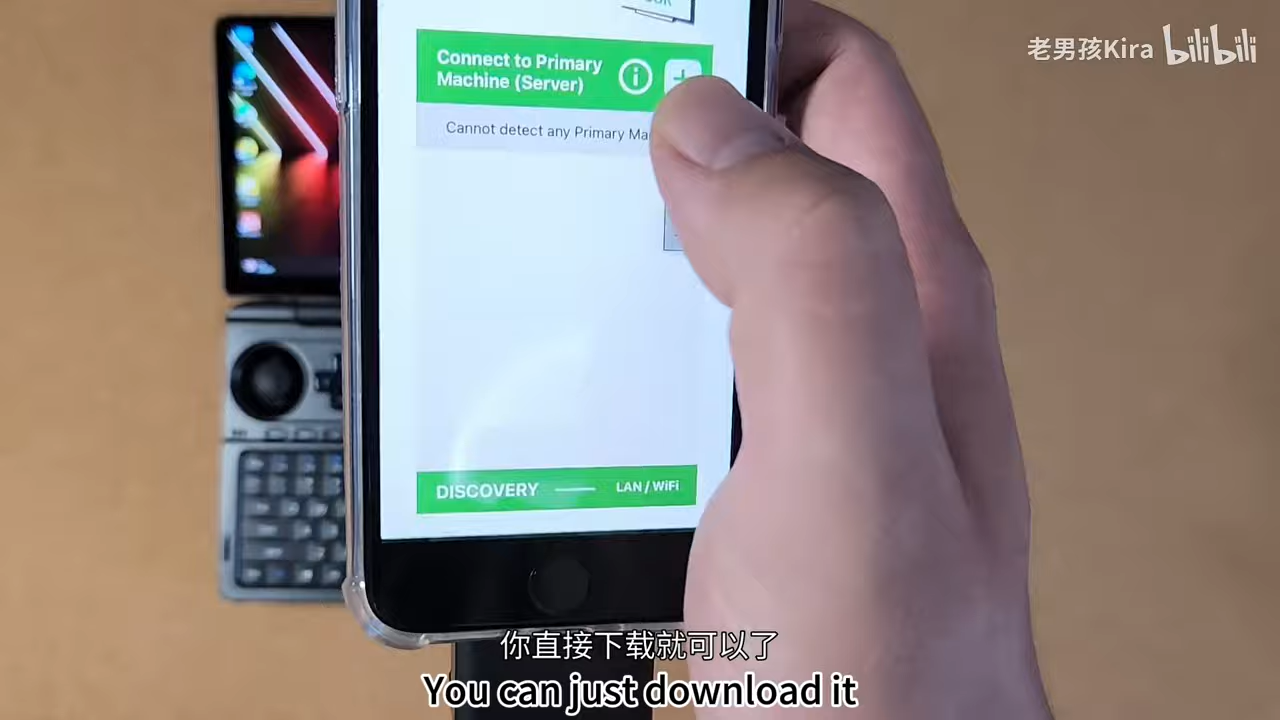 老男孩Kira bilibili
Connect to Primary
Machine (Server)
Cannot detect any Primary
DISCOVERY
LAN / WiFi
你直接下载就可以了
You can just download it